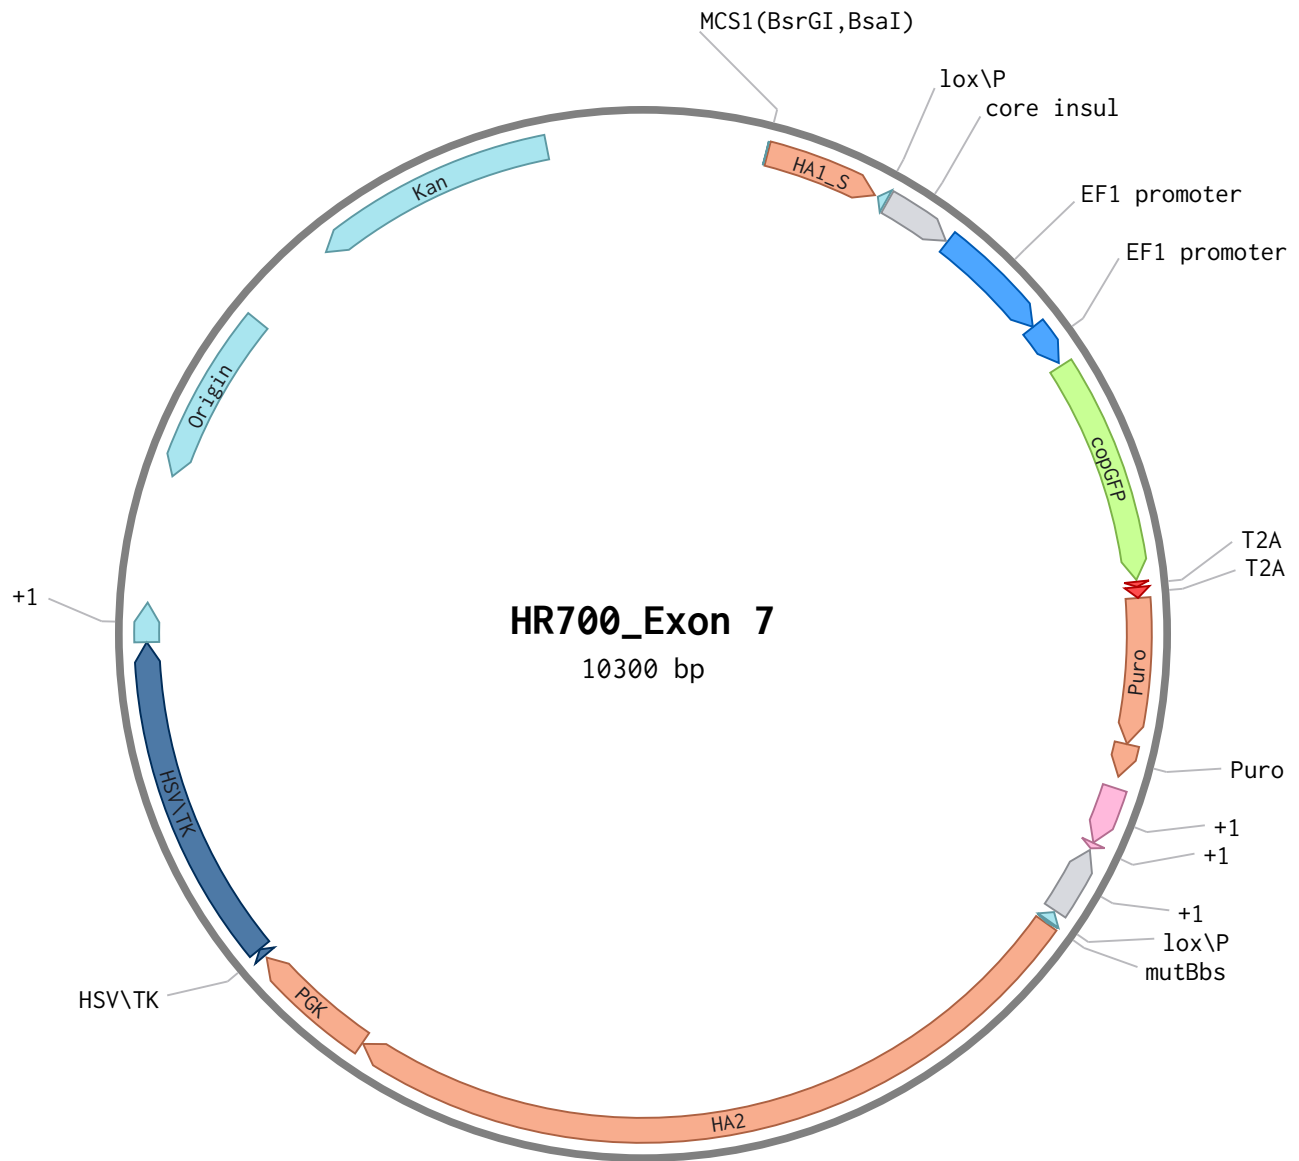 MCS1(BsrGI,BsaI)
lox\P
core insul
EF1 promoter
EF1 promoter
HA1_S
Kan
Origin
copGFP
T2A
T2A
+1
HR700_Exon 7
10300 bp
Puro
Puro
+1
+1
+1
lox\P
mutBbs
HSV\TK
HSV\TK
PGK
HA2